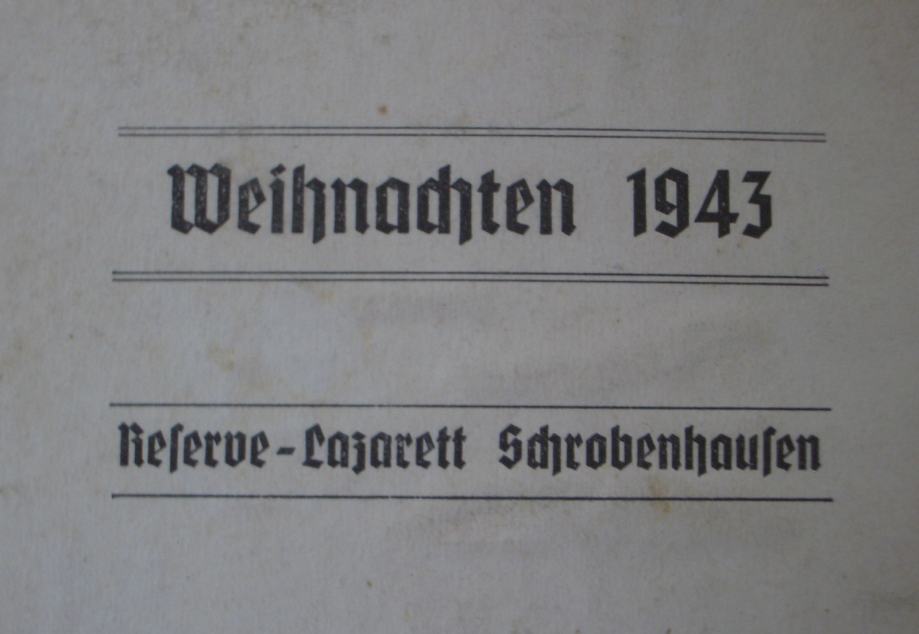 Weihnachten 1943
Reſerve-Lazarett Schrobenhauſen